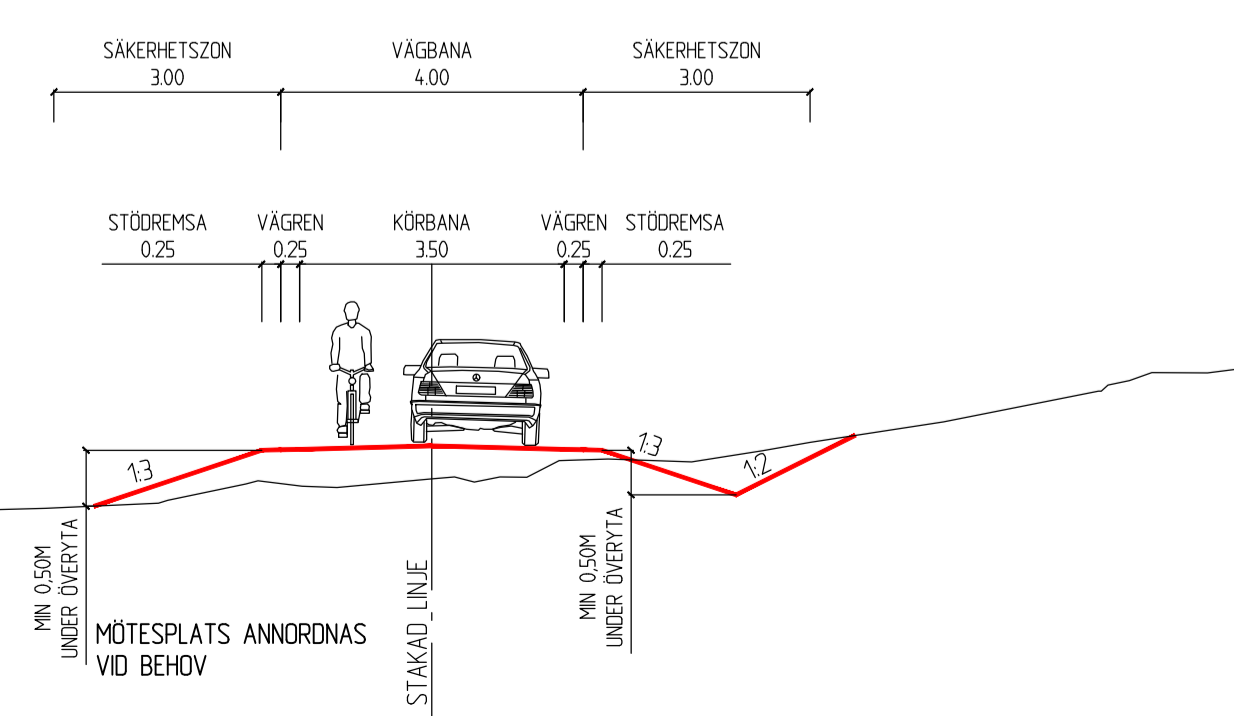 SÄKERHETSZON
3.00
VÄGBANA
4.00
SÄKERHETSZON
3.00
STÖDREMSA
0.25
VÄGREN
0.25
KÖRBANA
3.50
VÄGREN
0.25
STÖDREMSA
0.25
1:3
1:3
1:2
MIN 0,50M
UNDER ÖVERYTA
MÖTESPLATS ANNORDNAS
VID BEHOV
STAKAD_LINJE
MIN 0,50M
UNDER ÖVERYTA